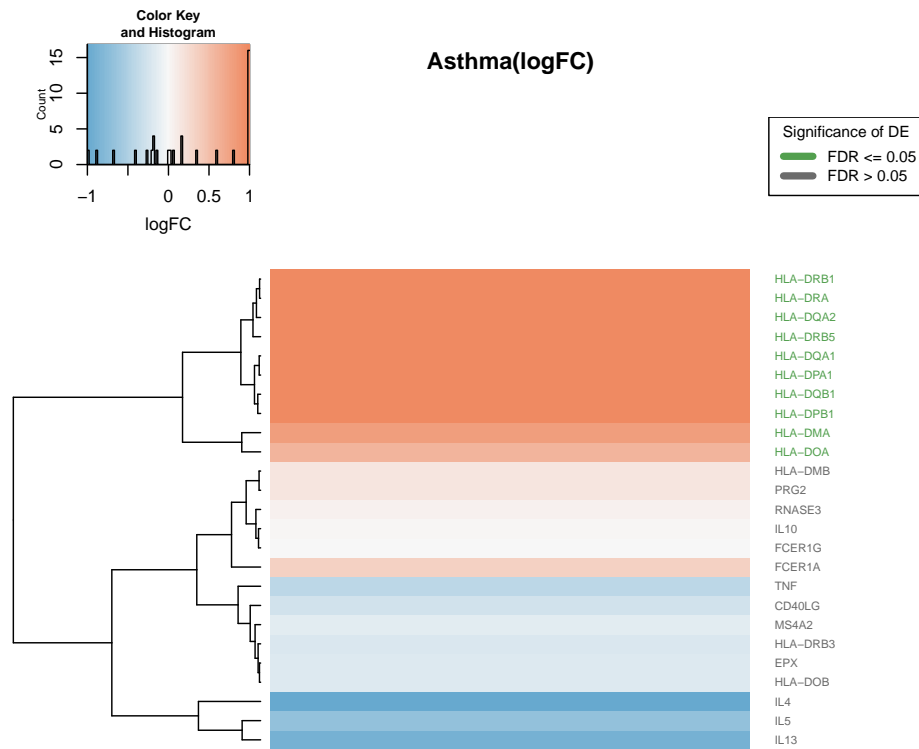 Color Key
and Histogram
Count
0
5
10
15
−1
0
0.5
1
logFC
Asthma(logFC)
Significance of DE
FDR <= 0.05
FDR > 0.05
HLA−DRB1
HLA−DRA
HLA−DQA2
HLA−DRB5
HLA−DQA1
HLA−DPA1
HLA−DQB1
HLA−DPB1
HLA−DMA
HLA−DOA
HLA−DMB
PRG2
RNASE3
IL10
FCER1G
FCER1A
TNF
CD40LG
MS4A2
HLA−DRB3
EPX
HLA−DOB
IL4
IL5
IL13